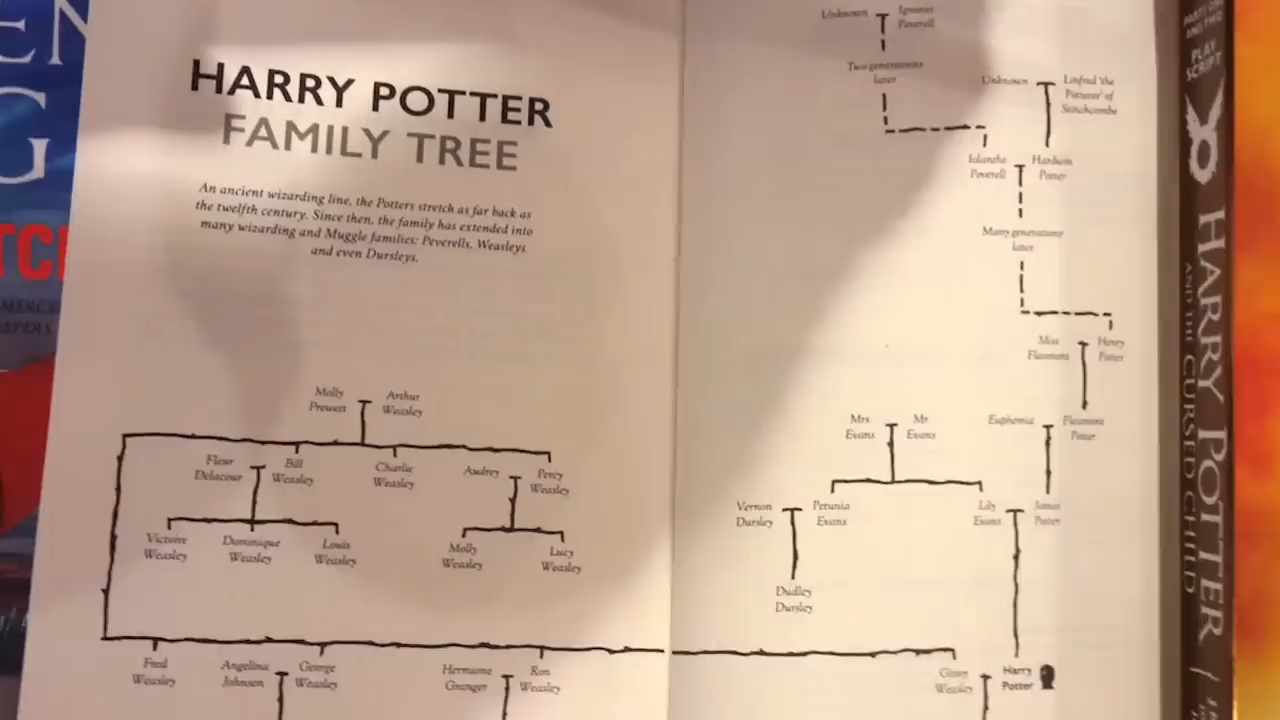 HARRY POTTER
FAMILY TREE
An ancient wizarding line, the Potters stretch as far back as
the twelfth century. Since then, the family has extended into
many wizarding and Muggle families: Peverells, Weasleys
and even Dursleys.
Molly
Prewett
Arthur
Weasley
Fleur
Delacour
Bill
Weasley
Charlie
Weasley
Audrey
Percy
Weasley
Victoire
Weasley
Dominique
Weasley
Louis
Weasley
Molly
Weasley
Lucy
Weasley
Fred
Weasley
Angelina
Johnson
George
Weasley
Hermione
Granger
Ron
Weasley
Unknown
Ignotus
Peverell
Two generations
later
Unknown
Linfred 'the
Potterer' of
Stinchcombe
Iolanthe
Peverell
Hardwin
Potter
Many generations
later
Miss
Fleamont
Henry
Potter
Mrs
Evans
Mr
Evans
Euphemia
Fleamont
Potter
Vernon
Dursley
Petunia
Evans
Lily
Evans
James
Potter
Dudley
Dursley
Ginny
Weasley
Harry
Potter
PARTS ONE
AND TWO
PLAY
SCRIPT
HARRY POTTER
AND THE CURSED CHILD